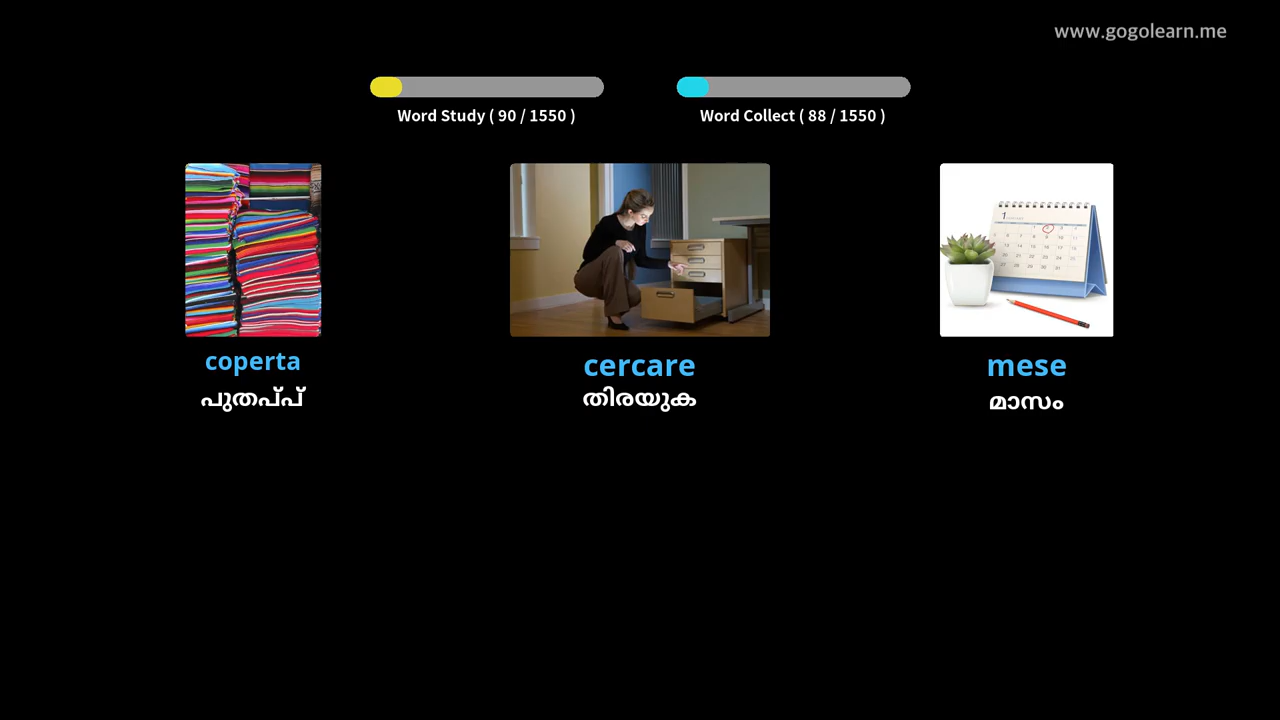 www.gogolearn.me
Word Study ( 90 / 1550 )
Word Collect ( 88 / 1550 )
coperta
പുതപ്പ്
cercare
തിരയുക
mese
മാസം